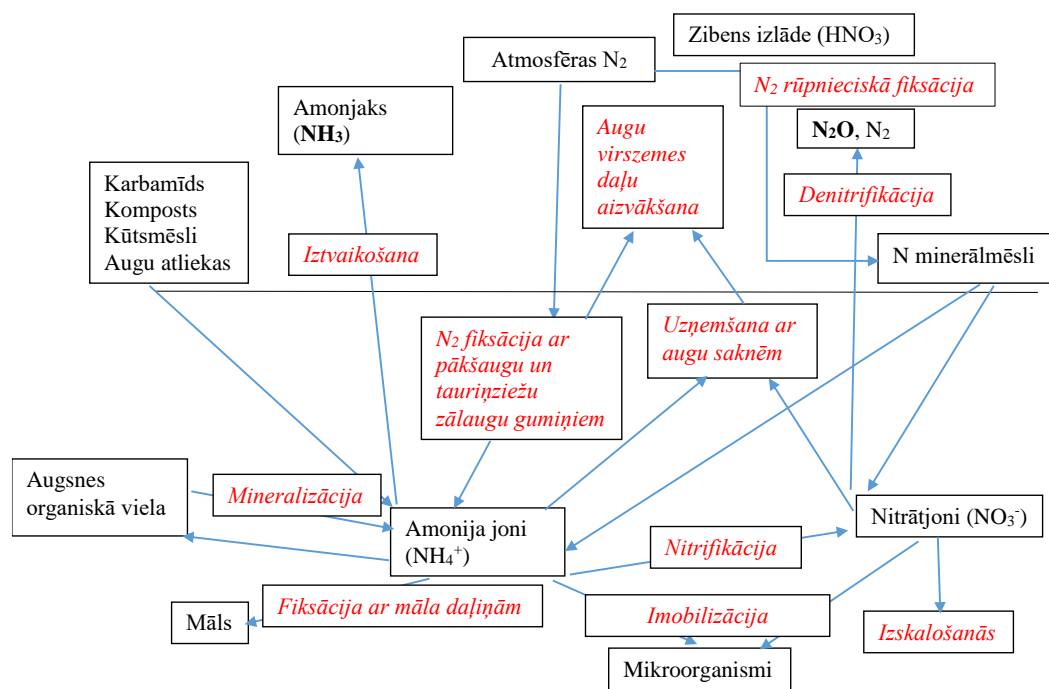 Zibens izlāde (HNO₃)
Atmosfēras N₂
N₂ rūpnieciskā fiksācija
Amonjaks
(NH₃)
Augu
virszemes
daļu
aizvākšana
N₂O, N₂
Karbamīds
Komposts
Kūtsmēsli
Augu atliekas
Denitrifikācija
Iztvaikošana
N minerālmēsli
N₂ fiksācija ar
pākšaugu un
tauriņziežu
zālaugu gumiņiem
Uzņemšana ar
augu saknēm
Augsnes
organiskā viela
Mineralizācija
Amonija joni
(NH₄⁺)
Nitrātjoni (NO₃⁻)
Nitrifikācija
Fiksācija ar māla daļiņām
Māls
Imobilizācija
Izskalošanās
Mikroorganismi